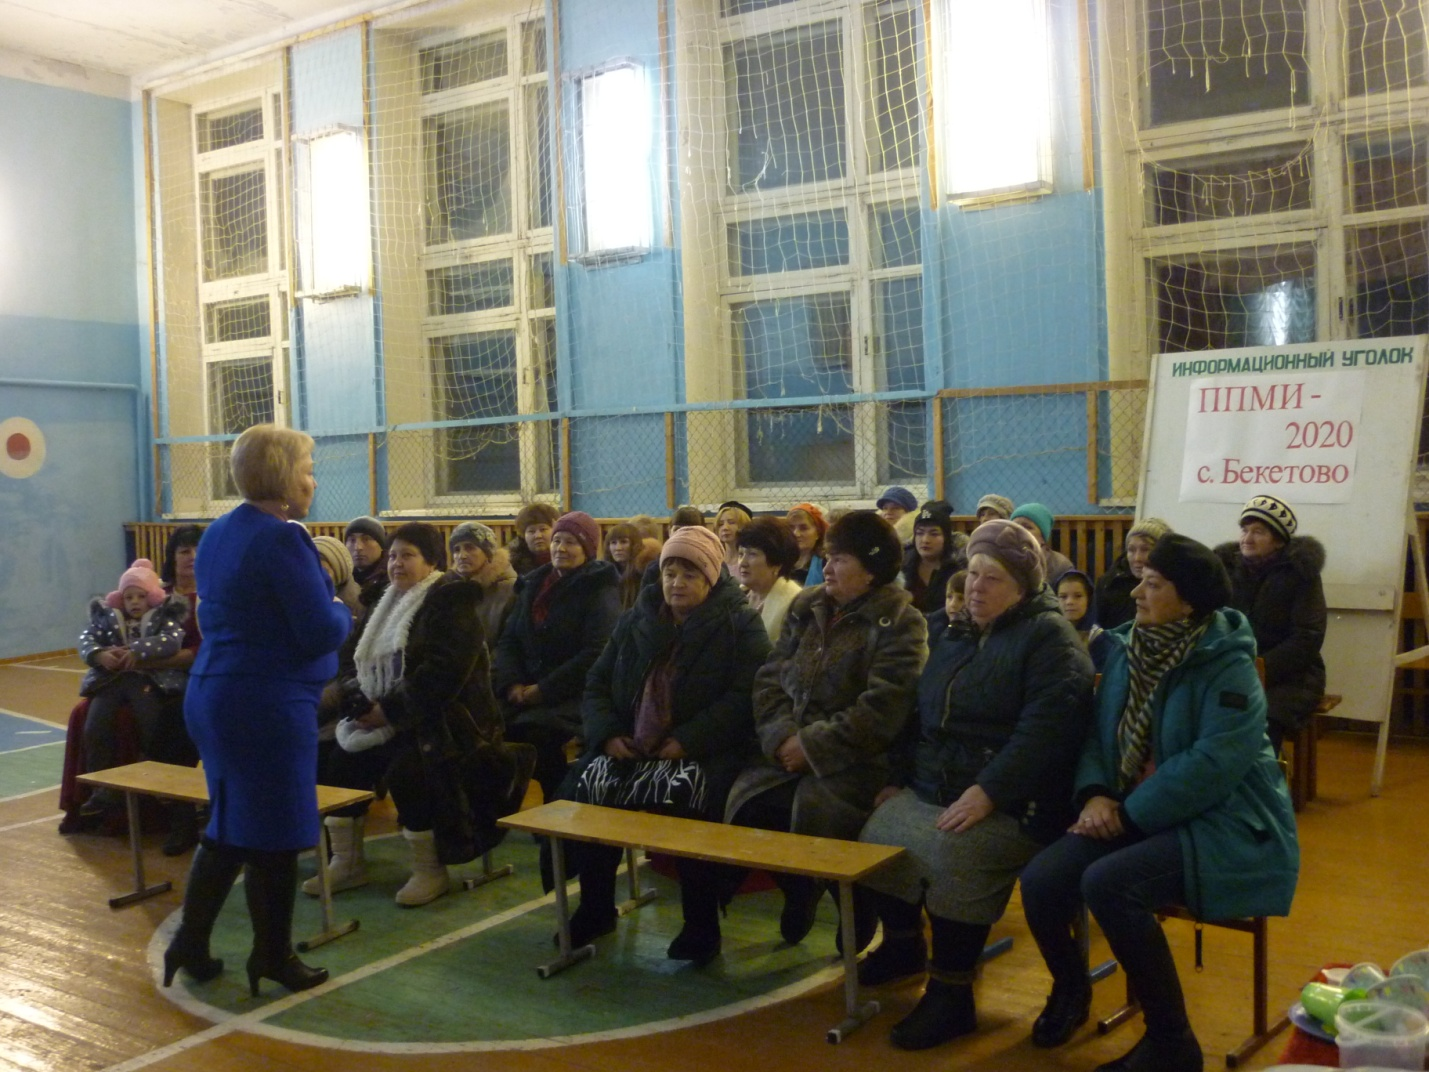 ИНФОРМАЦИОННЫЙ УГОЛОК
ППМИ-
2020
с. Бекетово